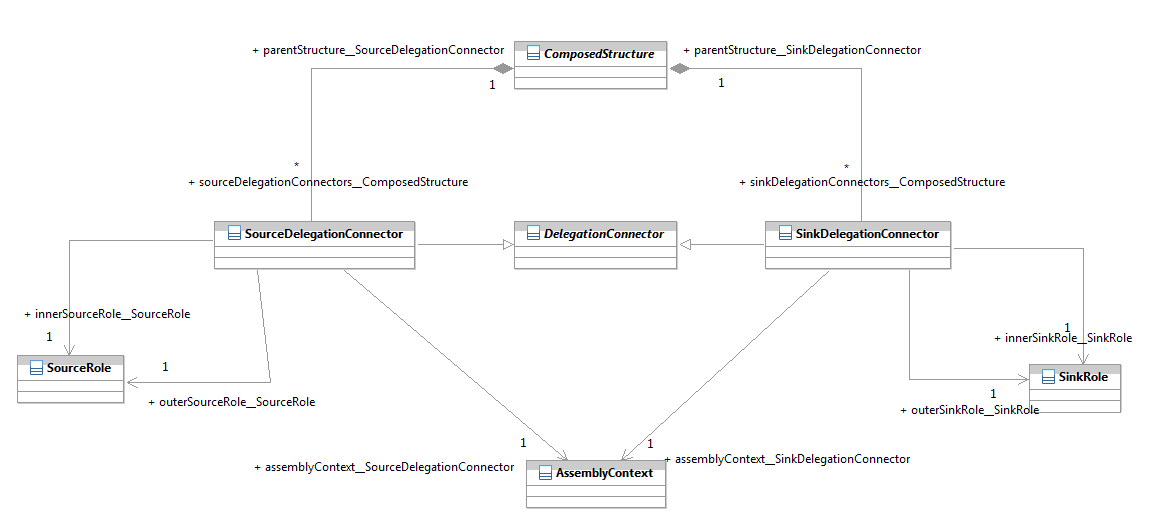 + parentStructure__SourceDelegationConnector
ComposedStructure
+ parentStructure__SinkDelegationConnector
1
1
*
*
+ sourceDelegationConnectors__ComposedStructure
+ sinkDelegationConnectors__ComposedStructure
SourceDelegationConnector
DelegationConnector
SinkDelegationConnector
+ innerSourceRole__SourceRole
1
1
+ innerSinkRole__SinkRole
SourceRole
1
SinkRole
1
+ outerSourceRole__SourceRole
+ outerSinkRole__SinkRole
1
1
+ assemblyContext__SourceDelegationConnector
+ assemblyContext__SinkDelegationConnector
AssemblyContext